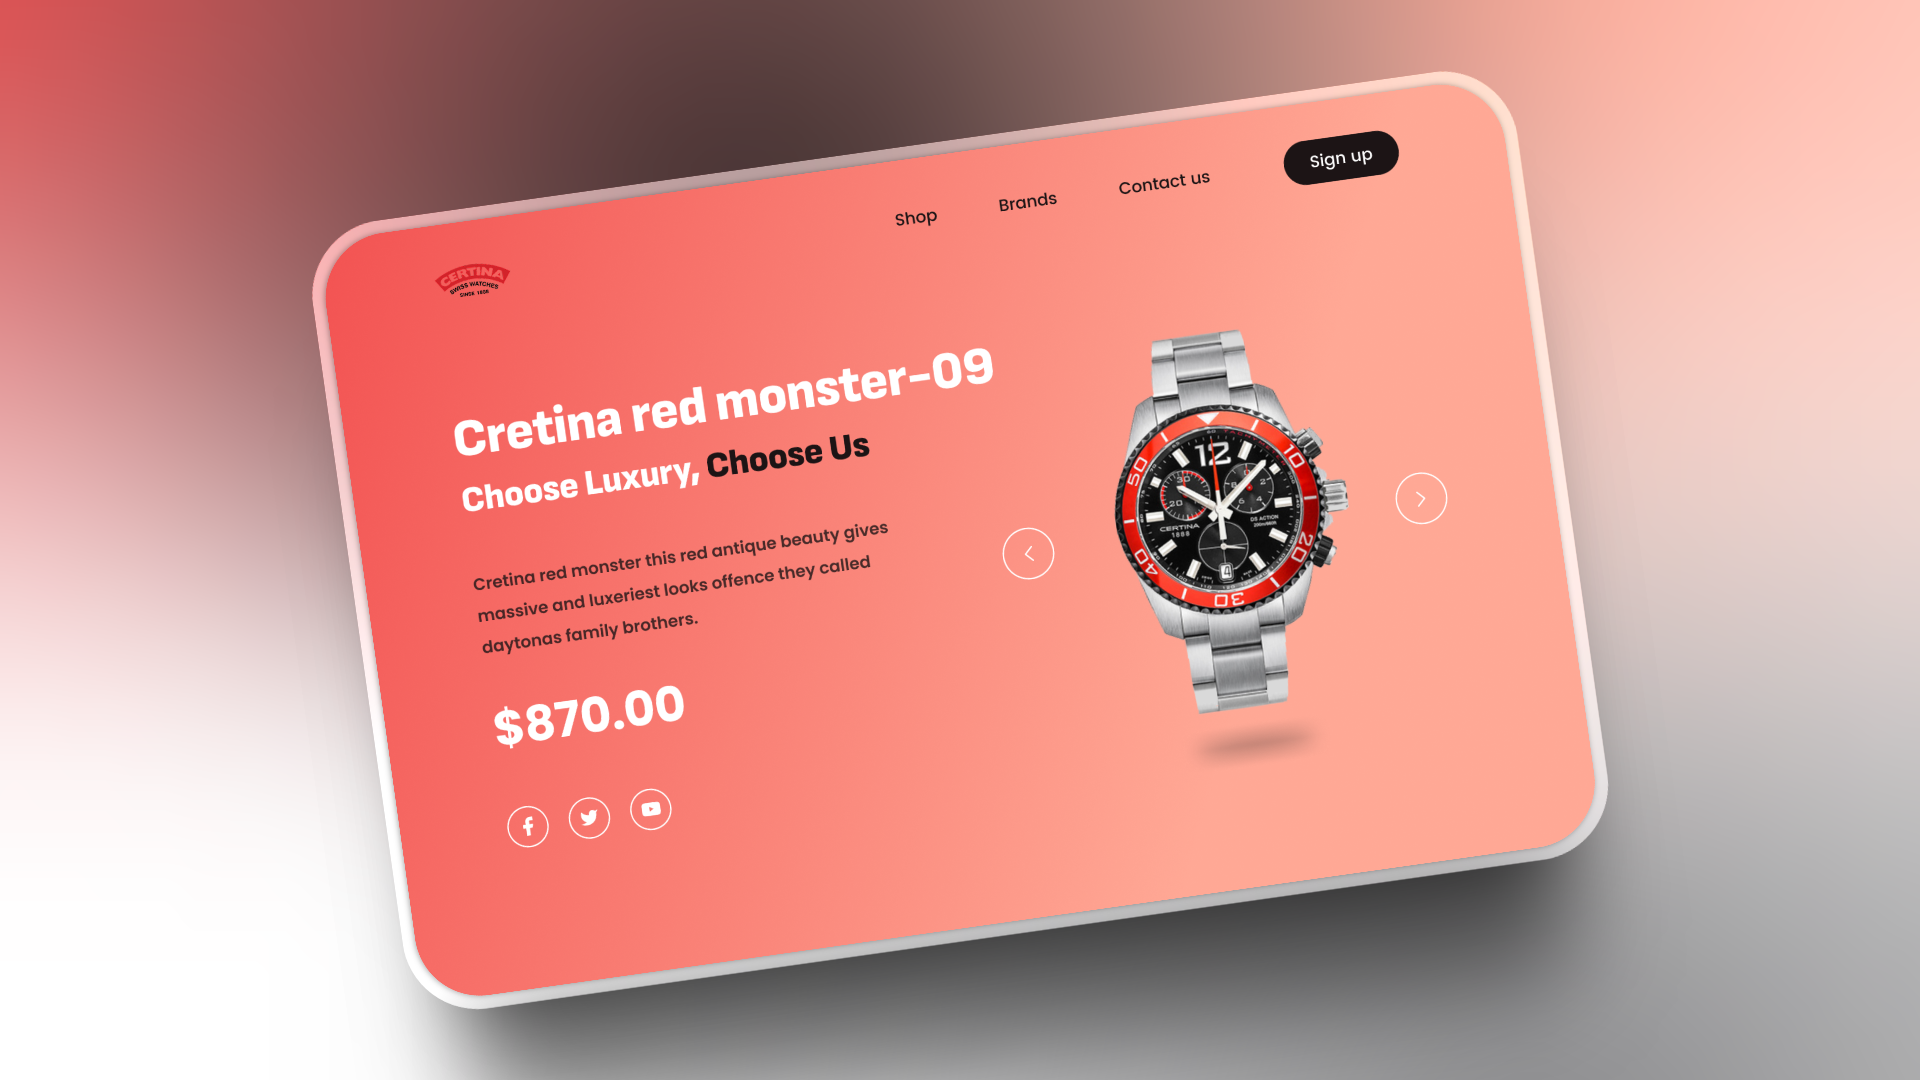 Shop
Brands
Contact us
Sign up
CERTINA
SWISS WATCHES
SINCE 1888
Cretina red monster-09
Choose Luxury, Choose Us
Cretina red monster this red antique beauty gives
massive and luxeriest looks offence they called
daytonas family brothers.
$870.00
12
10
20
30
40
50
CERTINA
1888
DS ACTION
4